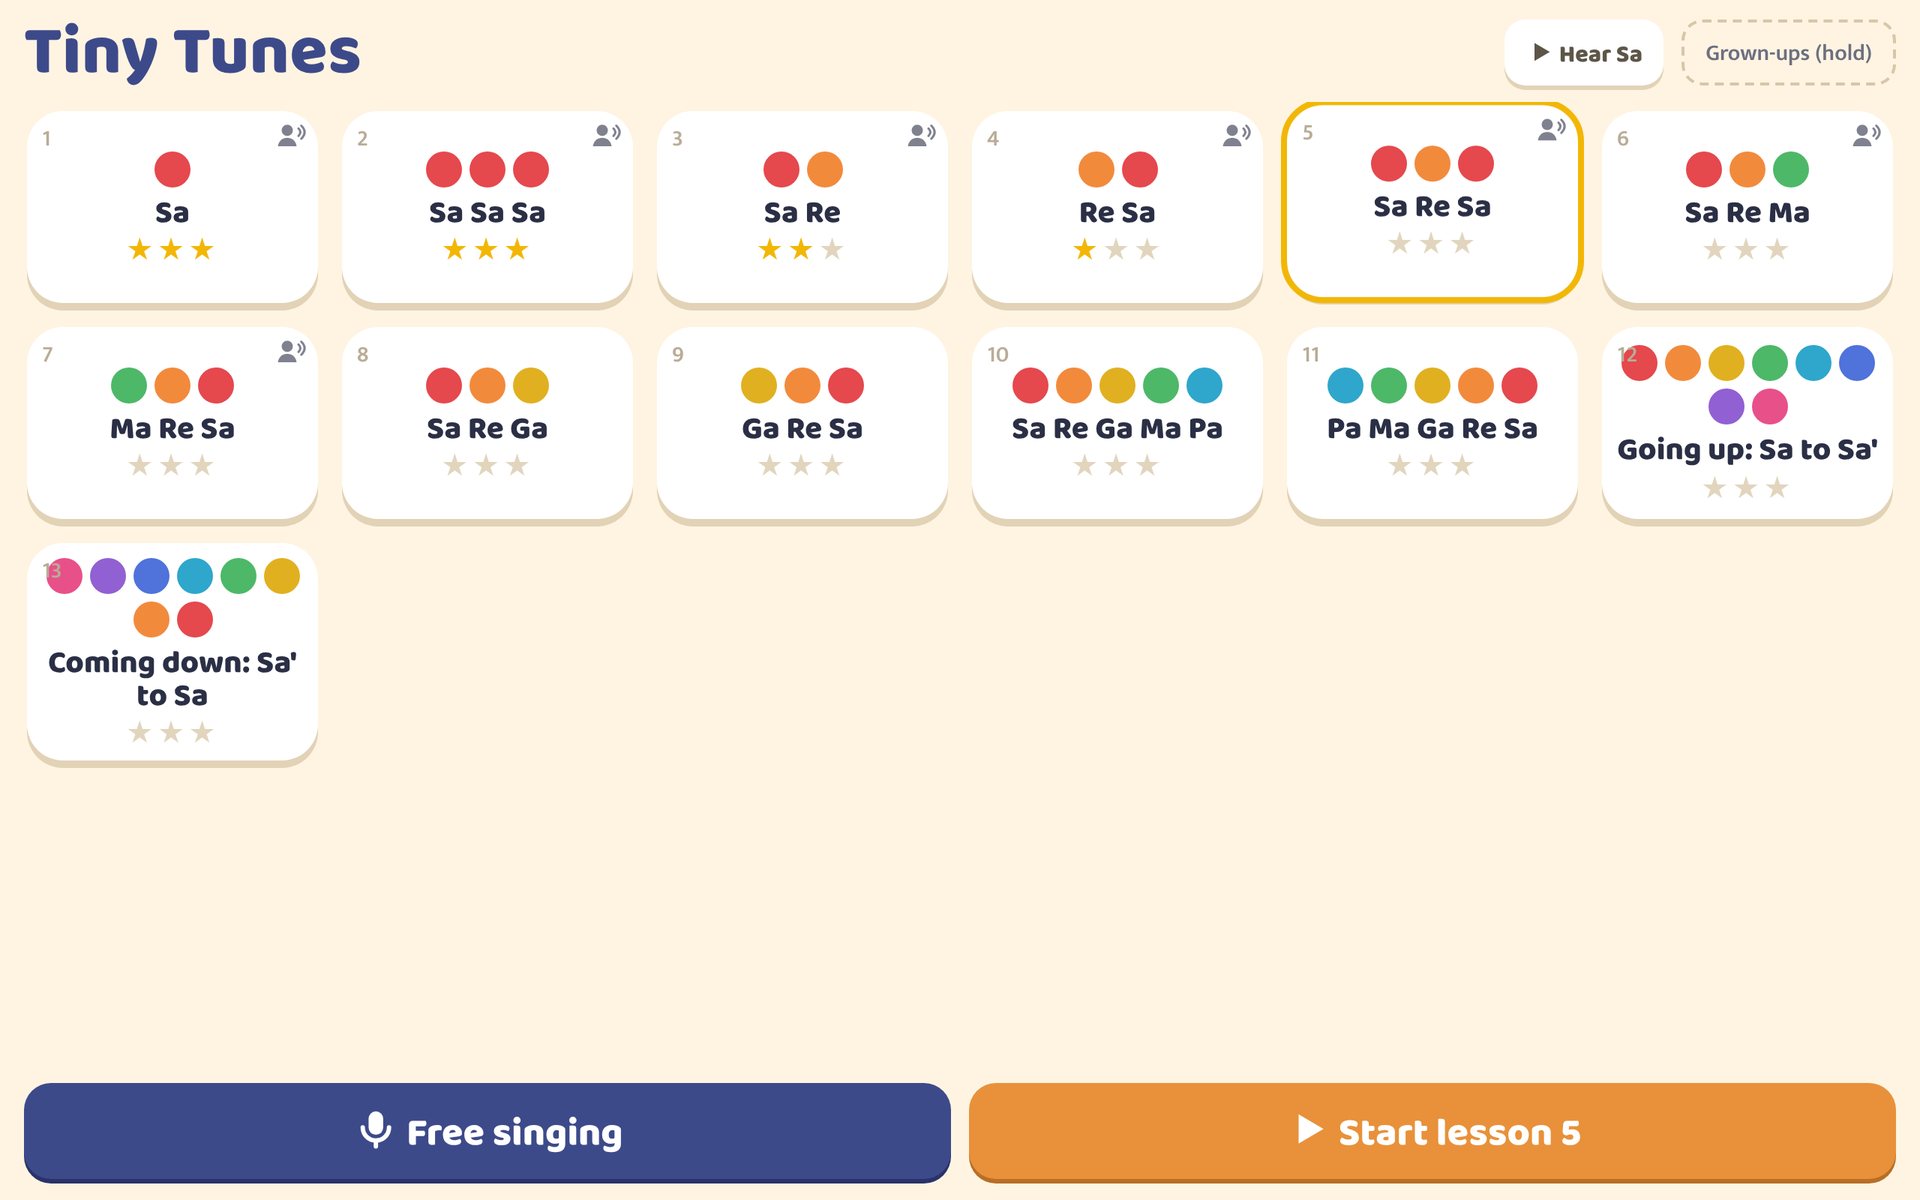 Tiny Tunes
Hear Sa
Grown-ups (hold)
1
Sa
2
Sa Sa Sa
3
Sa Re
4
Re Sa
5
Sa Re Sa
6
Sa Re Ma
7
Ma Re Sa
8
Sa Re Ga
9
Ga Re Sa
10
Sa Re Ga Ma Pa
11
Pa Ma Ga Re Sa
12
Going up: Sa to Sa'
13
Coming down: Sa'
to Sa
Free singing
Start lesson 5